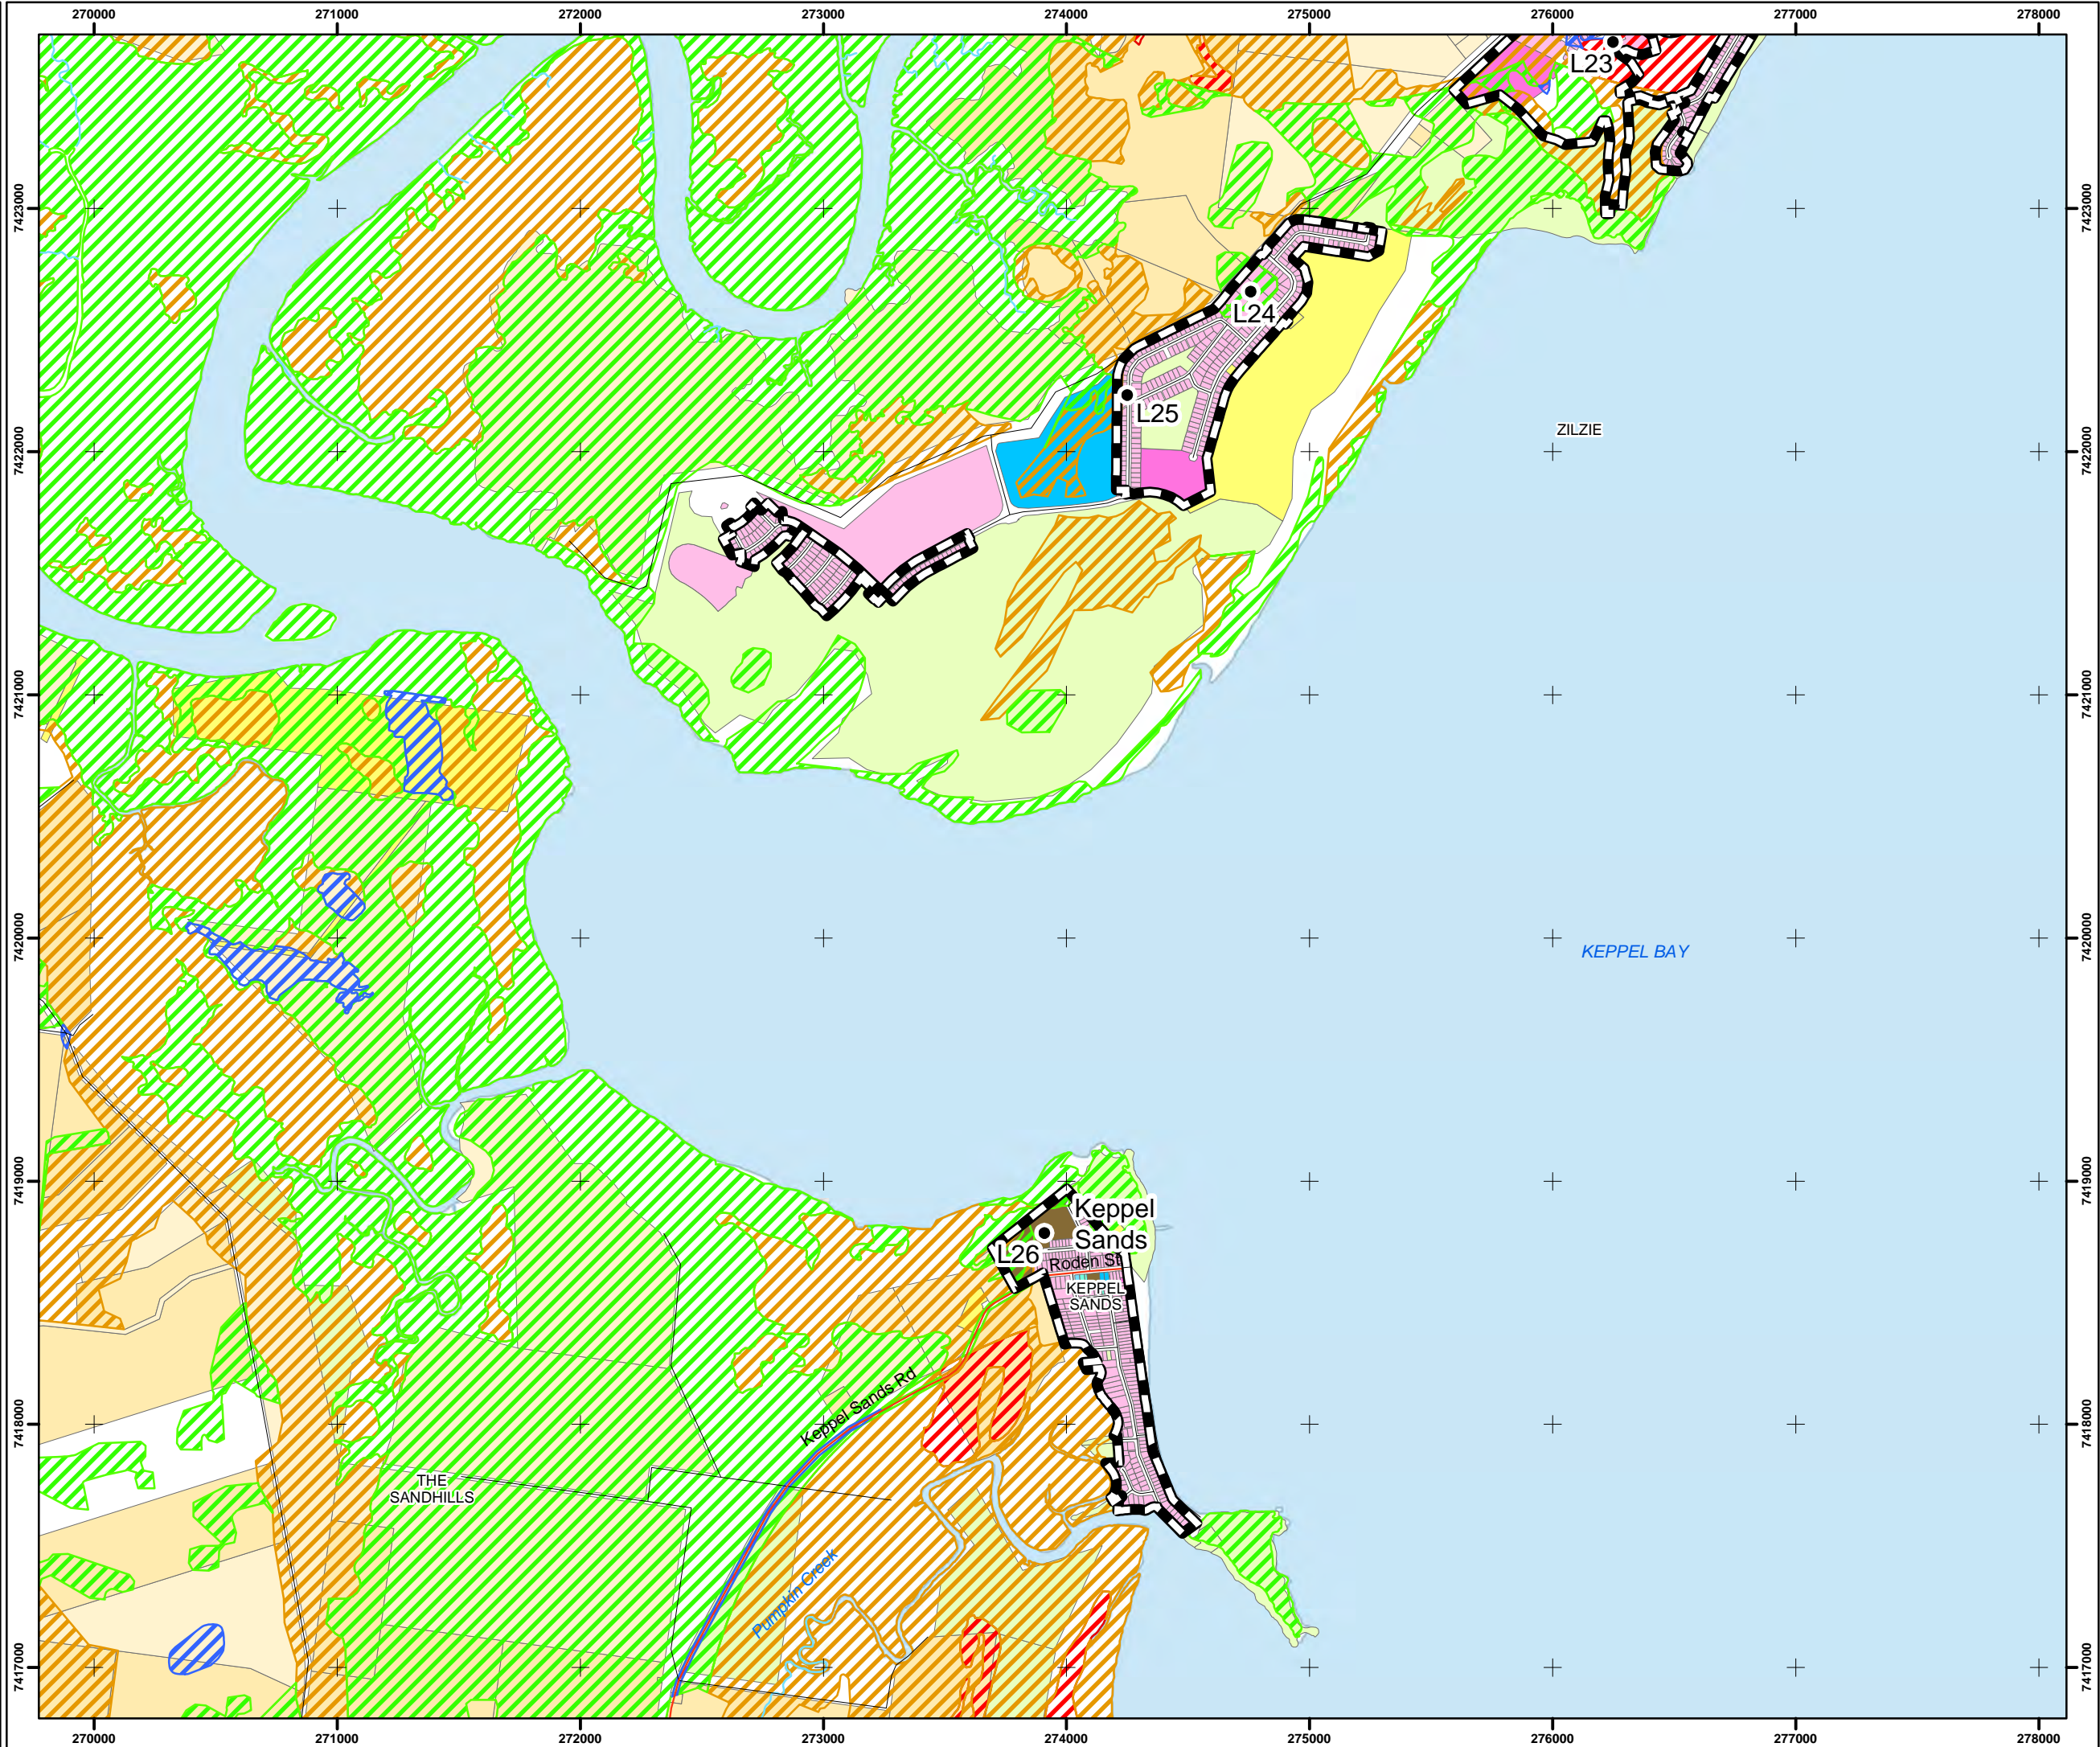 270000 271000 272000 273000 274000 275000 276000 277000 278000
L23
7423000 7423000
L24
L25
ZILZIE
7422000 7422000
7421000 7421000
7420000 7420000
KEPPEL BAY
7419000 7419000
Keppel
Sands
L26
Roden St
KEPPEL
SANDS
Keppel Sands Rd
7418000 7418000
THE
SANDHILLS
Pumpkin Creek
7417000 7417000
270000 271000 272000 273000 274000 275000 276000 277000 278000